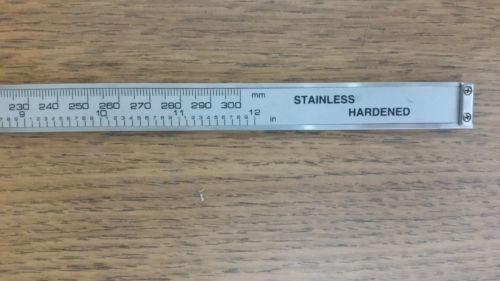 mm
230 240 250 260 270 280 290 300
9 10 11 12
in
STAINLESS
HARDENED